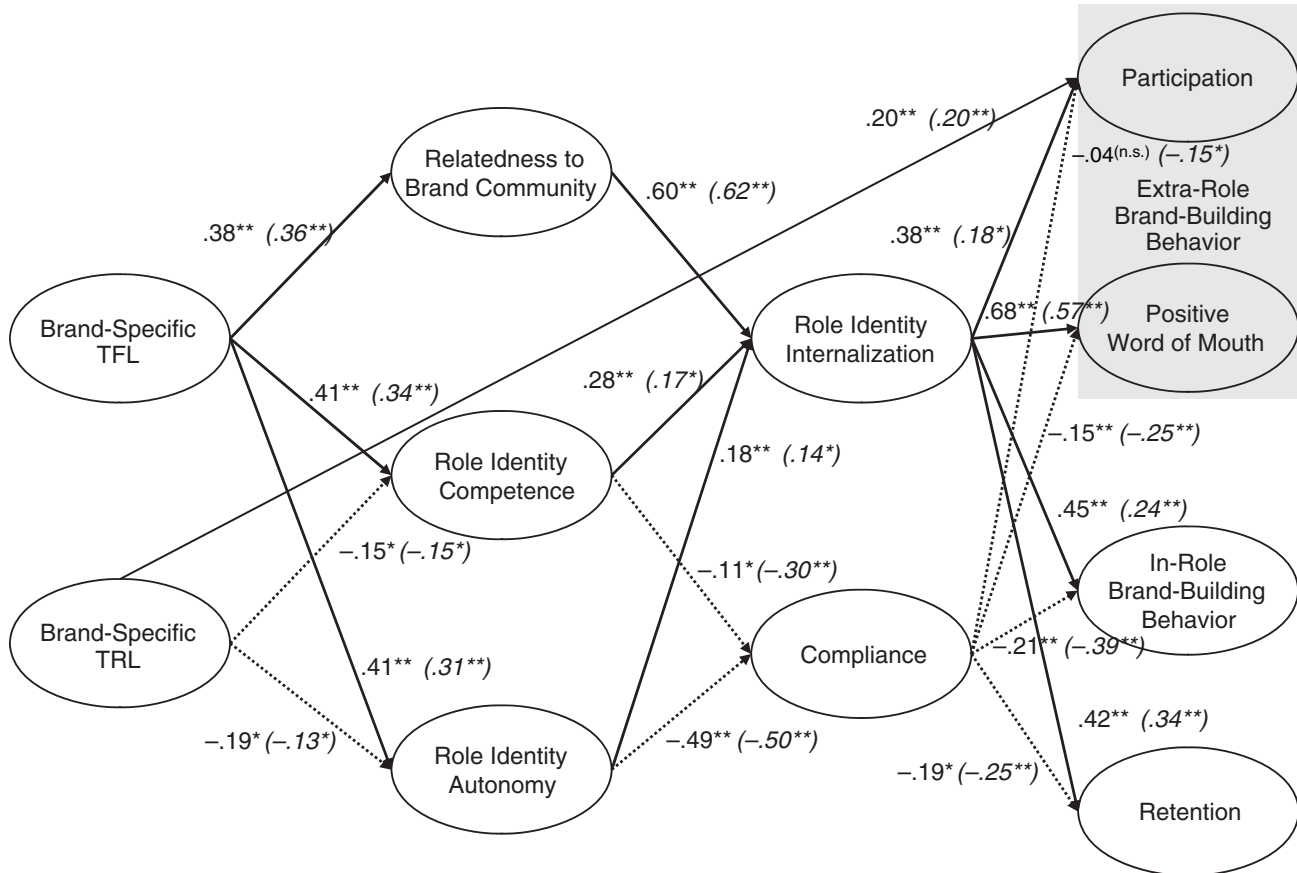 Participation
.20** (.20**)
Relatedness to
Brand Community
–.04(n.s.) (–.15*)
.60** (.62**)
Extra-Role
Brand-Building
Behavior
.38** (.36**)
.38** (.18*)
Brand-Specific
TFL
Role Identity
Internalization
.68** (.57**)
Positive
Word of Mouth
.41** (.34**)
.28** (.17*)
–.15** (–.25**)
.18** (.14*)
Role Identity
Competence
.45** (.24**)
–.15* (–.15*)
–.11* (–.30**)
In-Role
Brand-Building
Behavior
Brand-Specific
TRL
Compliance
–.21** (–.39**)
.41** (.31**)
–.19* (–.13*)
–.49** (–.50**)
.42** (.34**)
Role Identity
Autonomy
–.19* (–.25**)
Retention